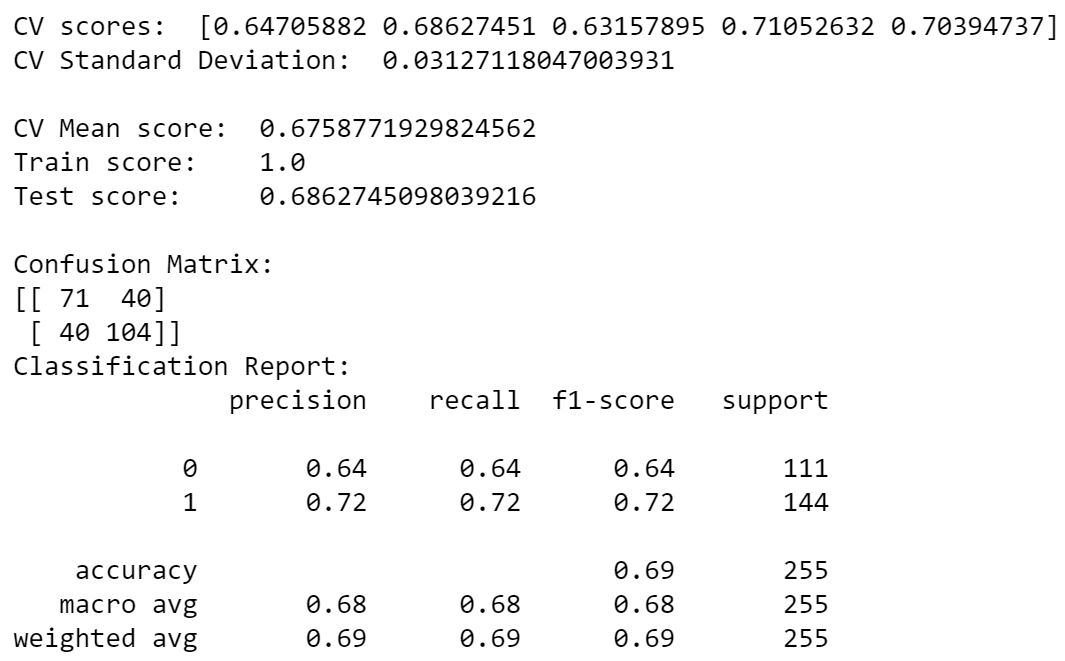 CV scores:  [0.64705882 0.68627451 0.63157895 0.71052632 0.70394737]
CV Standard Deviation:  0.03127118047003931
CV Mean score:  0.6758771929824562
Train score:    1.0
Test score:     0.6862745098039216
Confusion Matrix:
[[ 71  40]
 [ 40 104]]
Classification Report:
              precision    recall  f1-score   support
           0       0.64      0.64      0.64       111
           1       0.72      0.72      0.72       144
    accuracy                           0.69       255
   macro avg       0.68      0.68      0.68       255
weighted avg       0.69      0.69      0.69       255